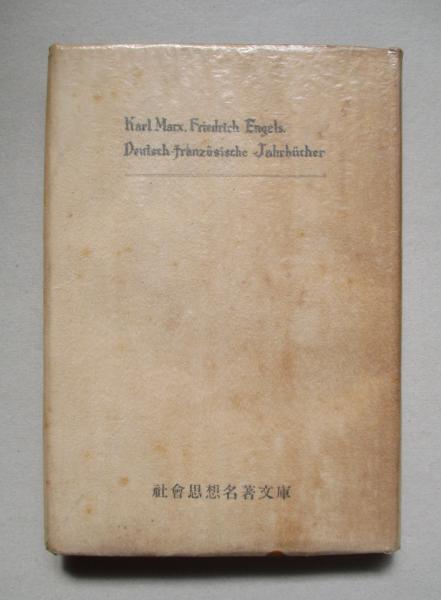 Karl Marx, Friedrich Engels.
Deutsch-französische Jahrbücher
社會思想名著文庫